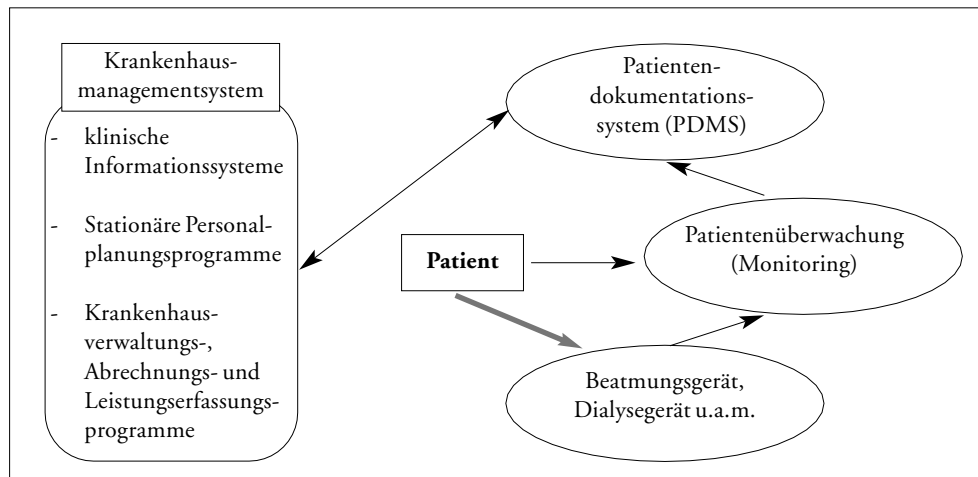 Krankenhaus-
managementsystem
- klinische
Informationssysteme
- Stationäre Personal-
planungsprogramme
- Krankenhaus-
verwaltungs-,
Abrechnungs- und
Leistungserfassungs-
programme
Patienten-
dokumentations-
system (PDMS)
Patientenüberwachung
(Monitoring)
Patient
Beatmungsgerät,
Dialysegerät u.a.m.